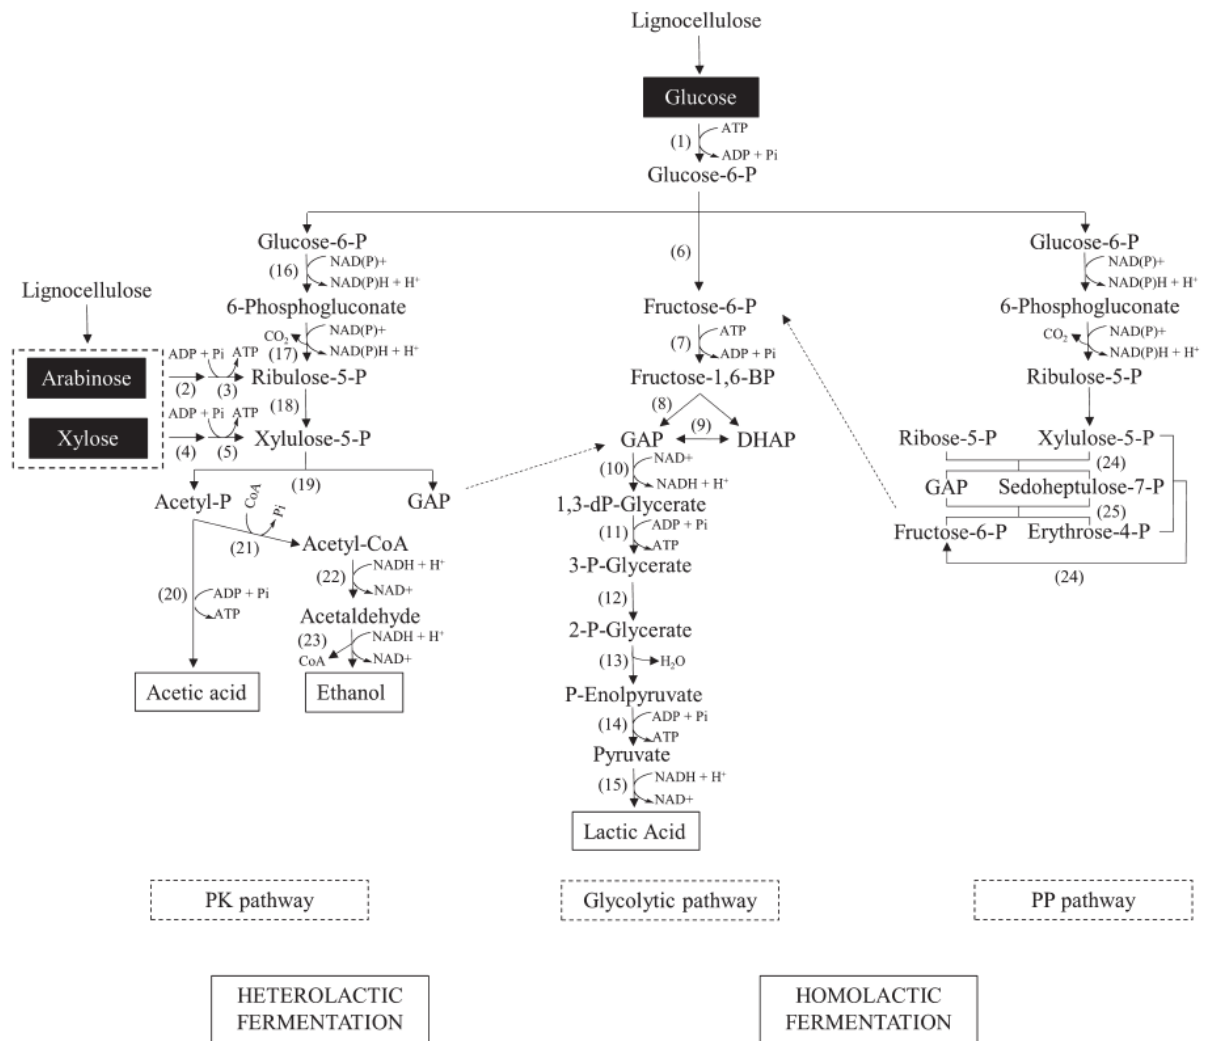 Lignocellulose
Glucose
(1)
ATP
ADP + Pi
Glucose-6-P
Glucose-6-P
(16)
NAD(P)+
NAD(P)H + H⁺
Lignocellulose
6-Phosphogluconate
CO₂
(17)
NAD(P)+
NAD(P)H + H⁺
Arabinose
ADP + Pi
ATP
(2)
(3)
Ribulose-5-P
(18)
Xylose
ADP + Pi
ATP
(4)
(5)
Xylulose-5-P
(19)
Acetyl-P
GAP
CoA
Pi
(21)
Acetyl-CoA
(22)
NADH + H⁺
NAD+
(20)
ADP + Pi
ATP
Acetaldehyde
(23)
CoA
NADH + H⁺
NAD+
Acetic acid
Ethanol
(6)
Fructose-6-P
(7)
ATP
ADP + Pi
Fructose-1,6-BP
(8)
(9)
GAP
DHAP
(10)
NAD+
NADH + H⁺
1,3-dP-Glycerate
(11)
ADP + Pi
ATP
3-P-Glycerate
(12)
2-P-Glycerate
(13)
H₂O
P-Enolpyruvate
(14)
ADP + Pi
ATP
Pyruvate
(15)
NADH + H⁺
NAD+
Lactic Acid
Glucose-6-P
NAD(P)+
NAD(P)H + H⁺
6-Phosphogluconate
CO₂
NAD(P)+
NAD(P)H + H⁺
Ribulose-5-P
Ribose-5-P
Xylulose-5-P
(24)
GAP
Sedoheptulose-7-P
(25)
Fructose-6-P
Erythrose-4-P
(24)
PK pathway
Glycolytic pathway
PP pathway
HETEROLACTIC
FERMENTATION
HOMOLACTIC
FERMENTATION